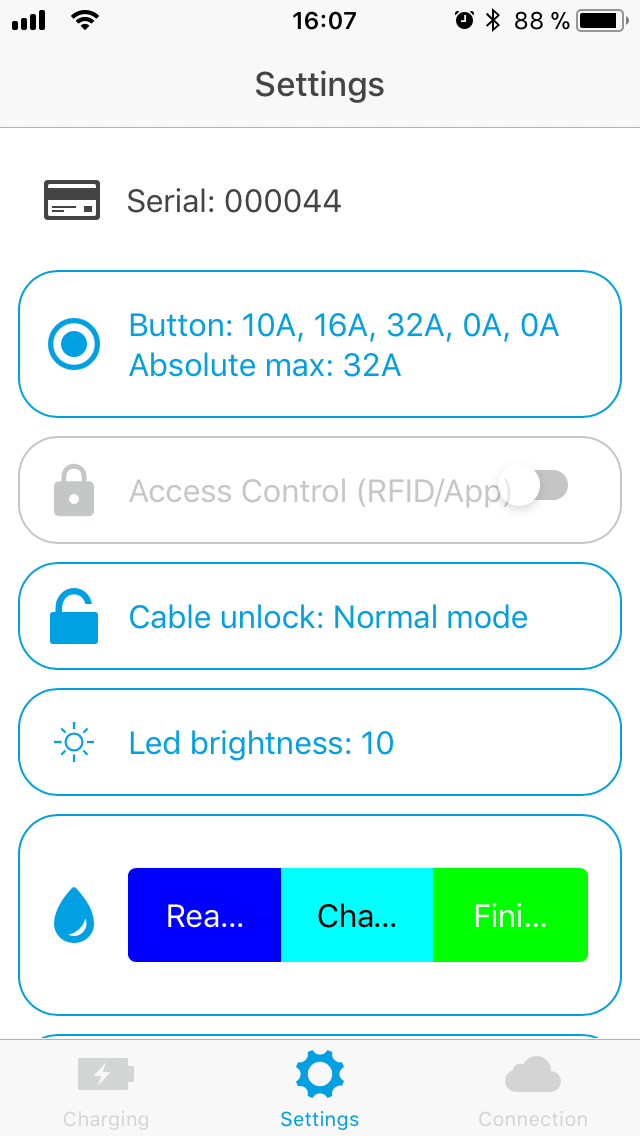 16:07
88 %
Settings
Serial: 000044
Button: 10A, 16A, 32A, 0A, 0A
Absolute max: 32A
Access Control (RFID/App)
Cable unlock: Normal mode
Led brightness: 10
Rea... Cha... Fini...
Charging Settings Connection